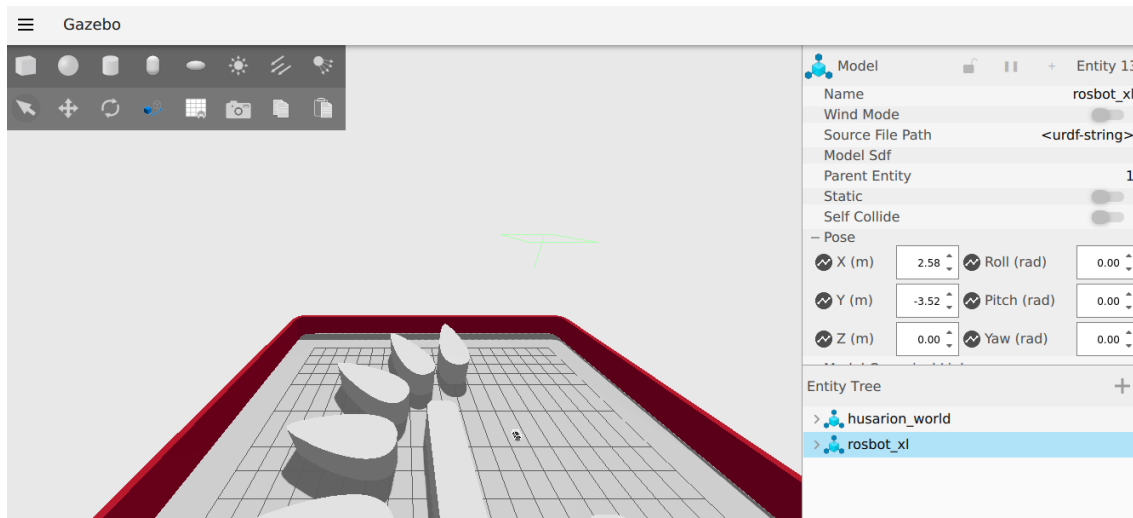 Gazebo
Model Entity 13
Name rosbot_xl
Wind Mode
Source File Path <urdf-string>
Model Sdf
Parent Entity 1
Static
Self Collide
− Pose
X (m) 2.58 Roll (rad) 0.00
Y (m) -3.52 Pitch (rad) 0.00
Z (m) 0.00 Yaw (rad) 0.00
Entity Tree
husarion_world
rosbot_xl